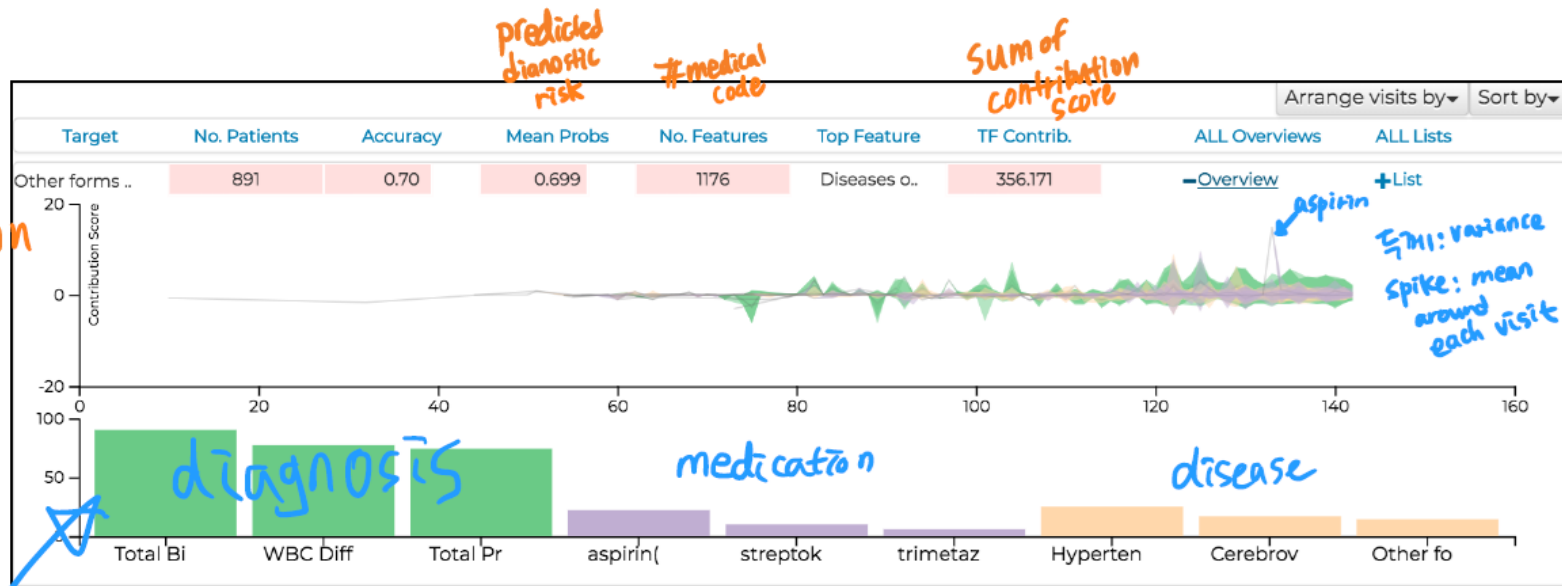 predicted
dianostic
risk
#medical
code
sum of
contribution
score
Arrange visits by
Sort by
Target No. Patients Accuracy Mean Probs No. Features Top Feature TF Contrib. ALL Overviews ALL Lists
Other forms .. 891 0.70 0.699 1176 Diseases o.. 356.171 −Overview +List
20
0
-20
Contribution Score
aspirin
두께: variance
spike: mean
around
each visit
n
0 20 40 60 80 100 120 140 160
100
50
diagnosis medication disease
Total Bi WBC Diff Total Pr aspirin( streptok trimetaz Hyperten Cerebrov Other fo